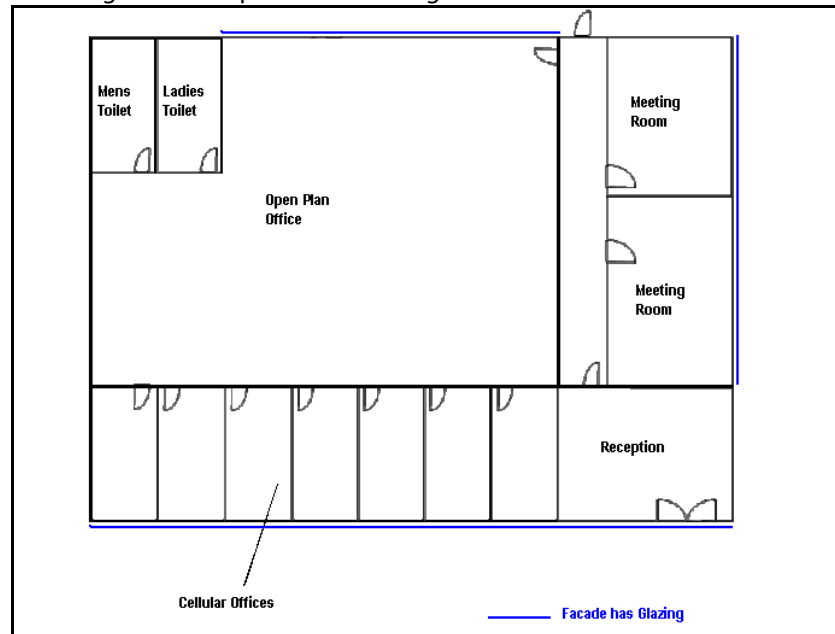 Mens
Toilet
Ladies
Toilet
Meeting
Room
Open Plan
Office
Meeting
Room
Reception
Cellular Offices
Facade has Glazing